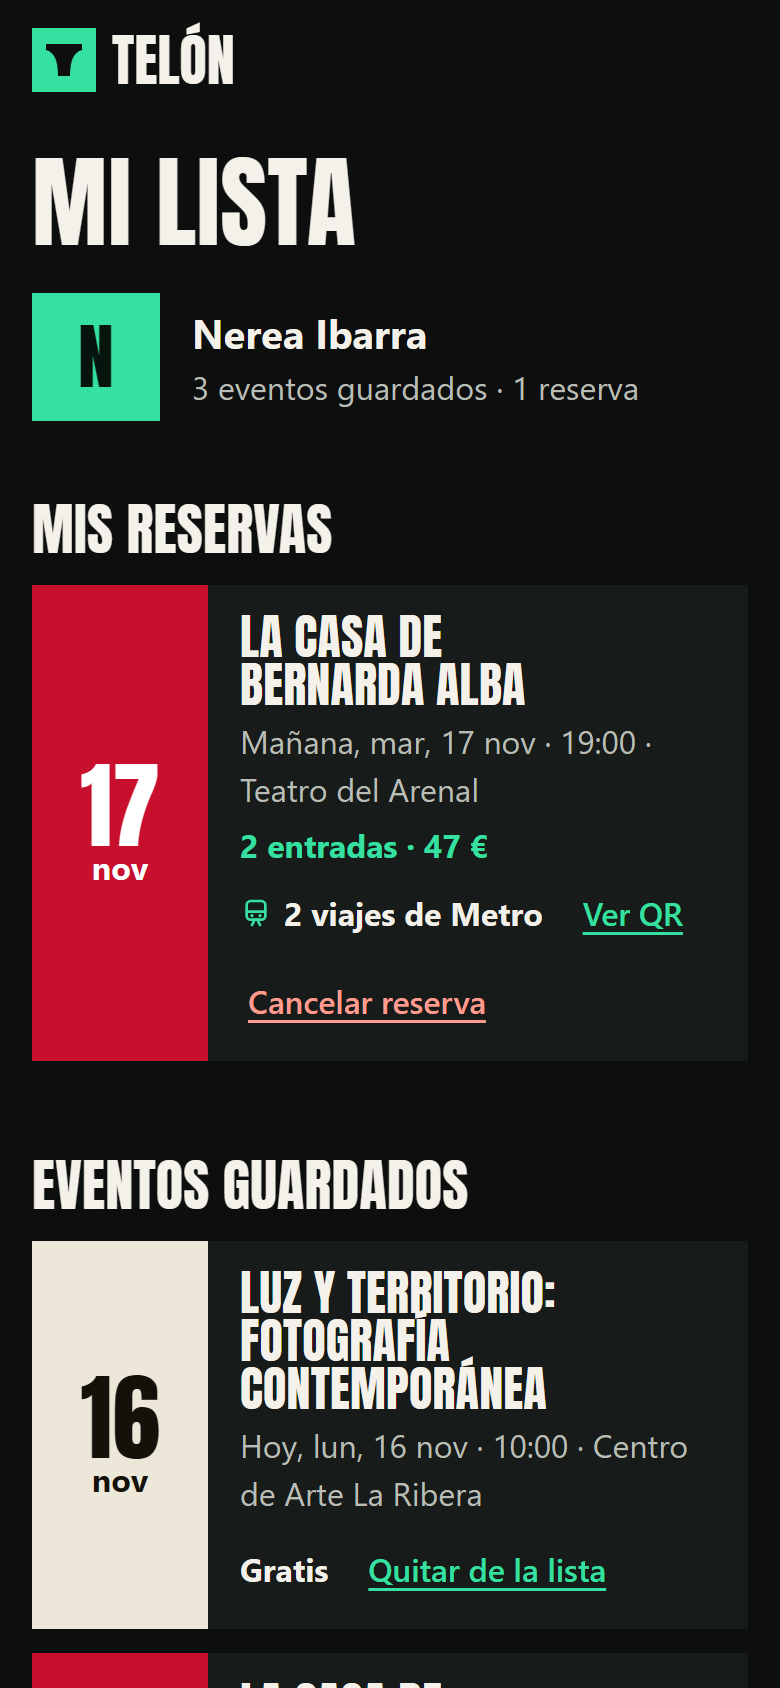 TELÓN
MI LISTA
N
Nerea Ibarra
3 eventos guardados · 1 reserva
MIS RESERVAS
17
nov
LA CASA DE
BERNARDA ALBA
Mañana, mar, 17 nov · 19:00 ·
Teatro del Arenal
2 entradas · 47 €
2 viajes de Metro
Ver QR
Cancelar reserva
EVENTOS GUARDADOS
16
nov
LUZ Y TERRITORIO:
FOTOGRAFÍA
CONTEMPORÁNEA
Hoy, lun, 16 nov · 10:00 · Centro
de Arte La Ribera
Gratis
Quitar de la lista
LA CASA DE